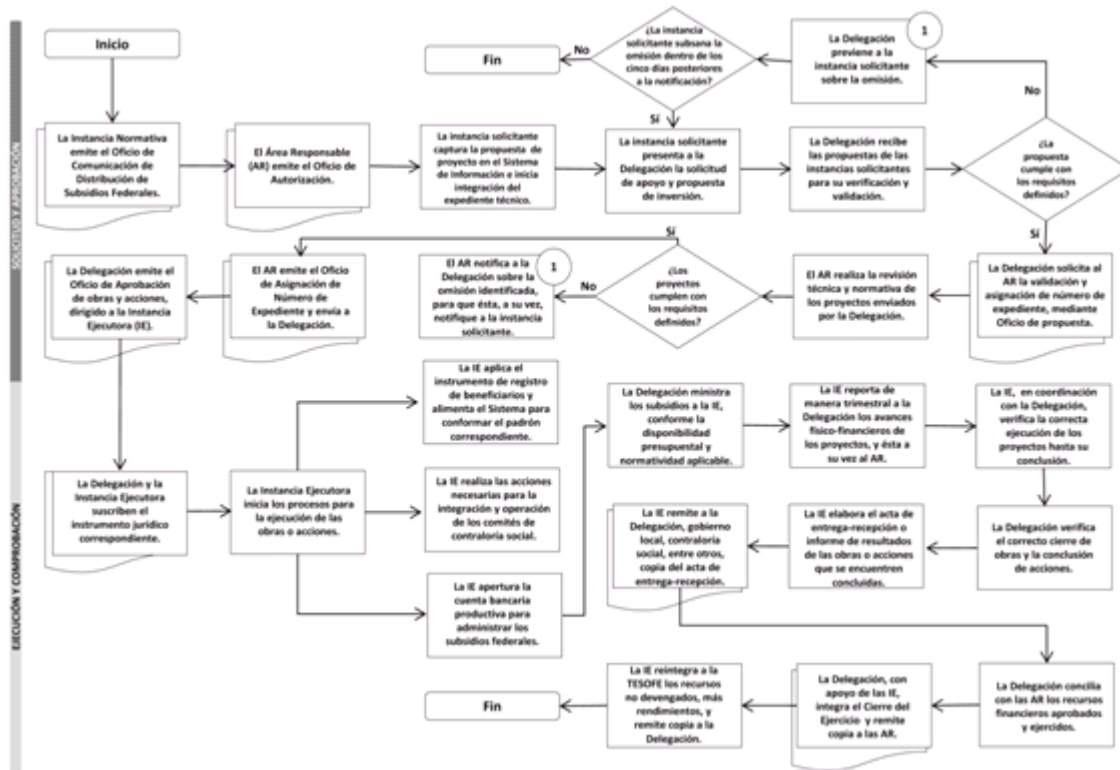 SOLICITUD Y APROBACIÓN
Inicio
La Instancia Normativa
emite el Oficio de
Comunicación de
Distribución de
Subsidios Federales.
El Área Responsable
(AR) emite el Oficio de
Autorización.
La instancia solicitante
captura la propuesta de
proyecto en el Sistema
de Información e inicia
integración del
expediente técnico.
La instancia solicitante
presenta a la
Delegación la solicitud
de apoyo y propuesta
de inversión.
La Delegación recibe
las propuestas de las
instancias solicitantes
para su verificación y
validación.
¿La
propuesta
cumple con
los requisitos
definidos?
No
1
La Delegación
previene a la
instancia solicitante
sobre la omisión.
¿La instancia
solicitante subsana la
omisión dentro de los
cinco días posteriores
a la notificación?
No
Fin
Sí
Sí
La Delegación solicita al
AR la validación y
asignación de número de
expediente, mediante
Oficio de propuesta.
El AR realiza la revisión
técnica y normativa
de los proyectos enviados
por la Delegación.
¿Los
proyectos
cumplen con
los requisitos
definidos?
No
1
El AR notifica a la
Delegación sobre la
omisión identificada,
para que ésta, a su vez,
notifique a la instancia
solicitante.
Sí
El AR emite el Oficio
de Asignación de
Número de
Expediente y envía a
la Delegación.
La Delegación emite el
Oficio de Aprobación
de obras y acciones,
dirigido a la Instancia
Ejecutora (IE).
EJECUCIÓN Y COMPROBACIÓN
La Delegación y la
Instancia Ejecutora
suscriben el
instrumento jurídico
correspondiente.
La Instancia Ejecutora
inicia los procesos para
la ejecución de las
obras o acciones.
La IE aplica el
instrumento de registro
de beneficiarios y
alimenta el Sistema para
conformar el padrón
correspondiente.
La IE realiza las acciones
necesarias para la
integración y operación
de los comités de
contraloría social.
La IE apertura la
cuenta bancaria
productiva para
administrar los
subsidios federales.
La Delegación ministra
los subsidios a la IE,
conforme la
disponibilidad
presupuestal y
normatividad aplicable.
La IE reporta de
manera trimestral a la
Delegación los avances
físico-financieros de
los proyectos, y ésta a
su vez al AR.
La IE, en coordinación
con la Delegación,
verifica la correcta
ejecución de los
proyectos hasta su
conclusión.
La Delegación verifica
el correcto cierre de
obras y la conclusión
de acciones.
La IE elabora el acta de
entrega-recepción o
informe de resultados
de las obras o acciones
que se encuentren
concluidas.
La IE remite a la
Delegación, gobierno
local, contraloría
social, entre otros,
copia del acta de
entrega-recepción.
La Delegación concilia
con las AR los recursos
financieros aprobados y
ejercidos.
La Delegación, con
apoyo de las IE,
integra el Cierre del
Ejercicio y remite
copia a las AR.
La IE reintegra a la
TESOFE los recursos
no devengados, más
rendimientos, y
remite copia a la
Delegación.
Fin